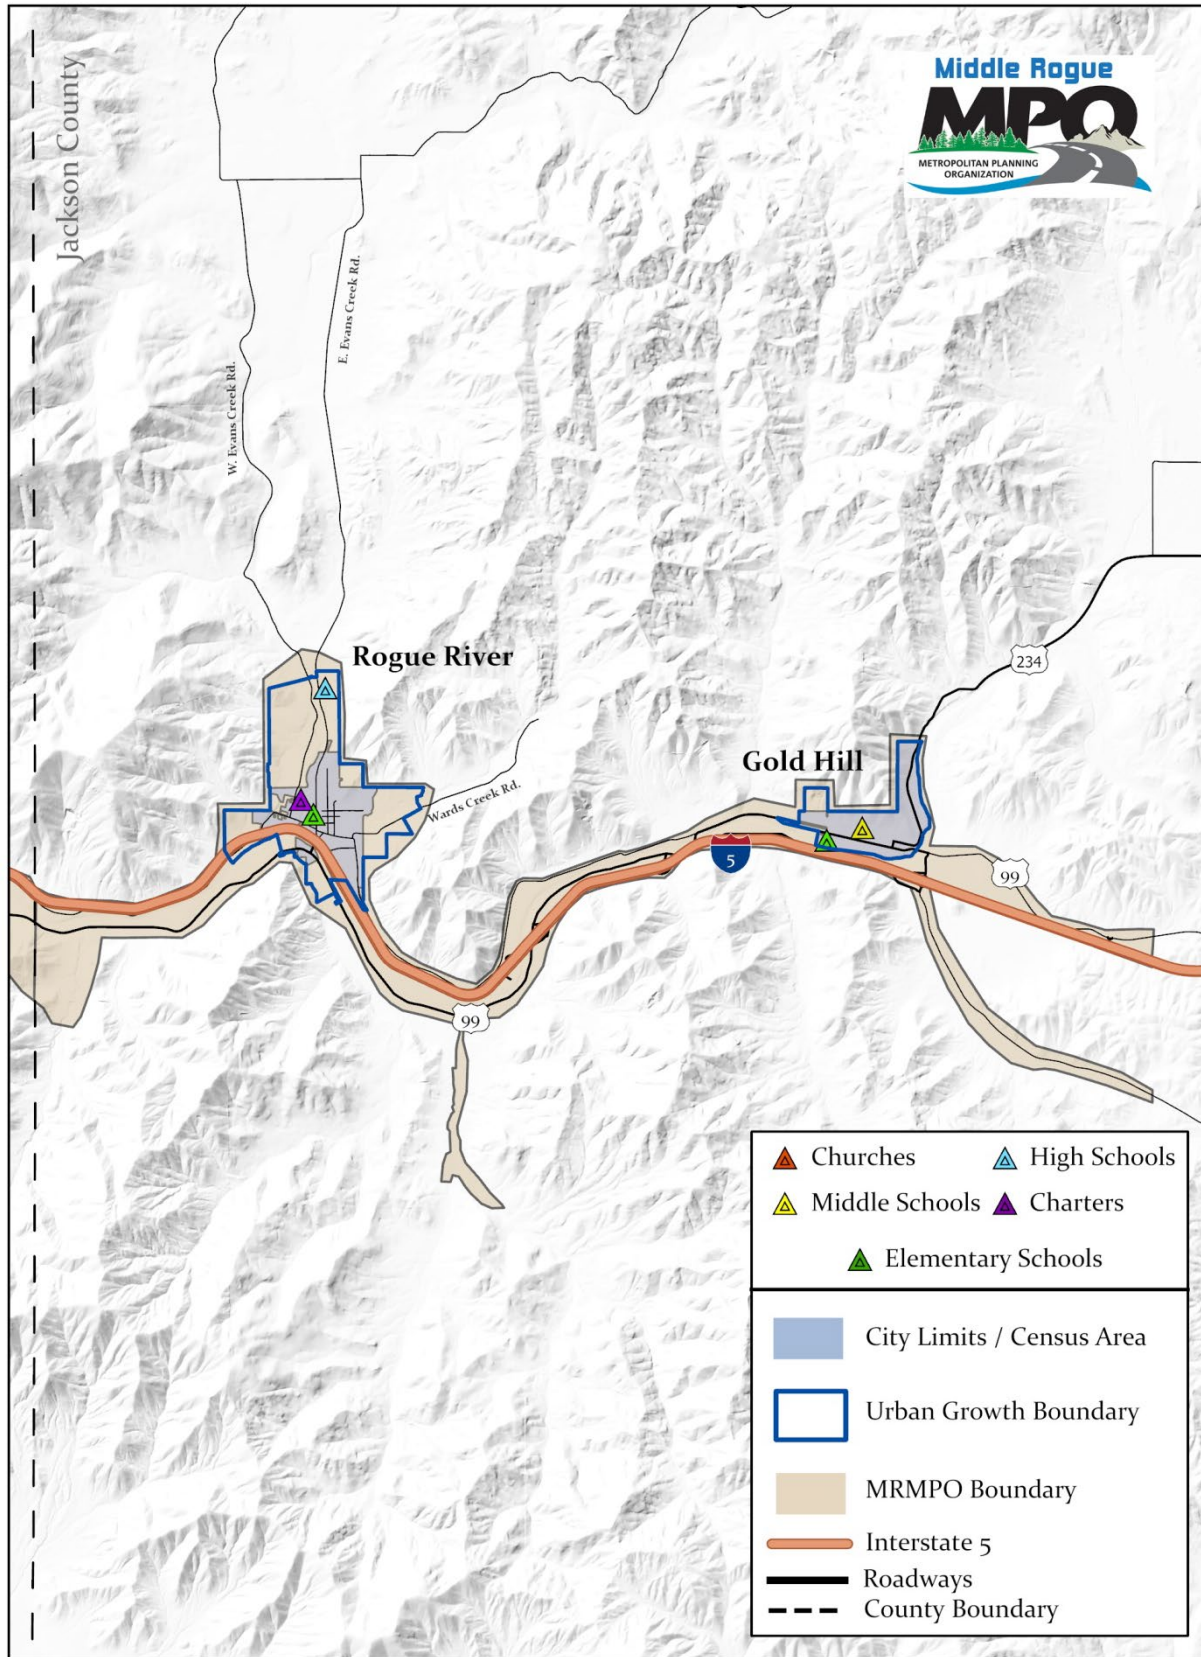 Jackson County
Middle Rogue
MPO
METROPOLITAN PLANNING
ORGANIZATION
W. Evans Creek Rd.
E. Evans Creek Rd.
Rogue River
234
Gold Hill
Wards Creek Rd.
5
99
99
Churches
High Schools
Middle Schools
Charters
Elementary Schools
City Limits / Census Area
Urban Growth Boundary
MRMPO Boundary
Interstate 5
Roadways
County Boundary